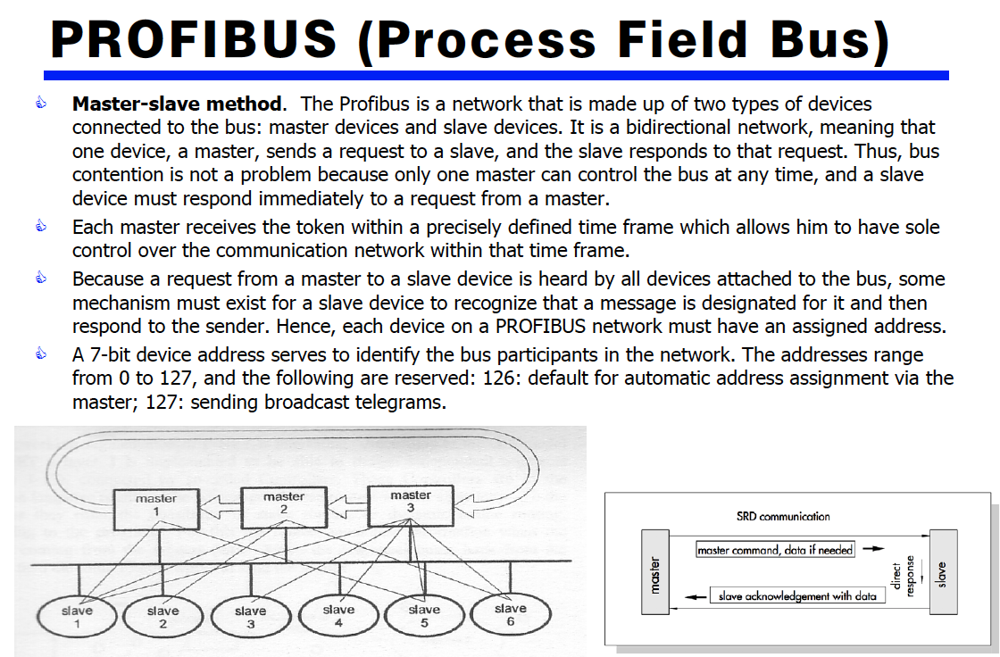 PROFIBUS (Process Field Bus)
Master-slave method. The Profibus is a network that is made up of two types of devices
connected to the bus: master devices and slave devices. It is a bidirectional network, meaning that
one device, a master, sends a request to a slave, and the slave responds to that request. Thus, bus
contention is not a problem because only one master can control the bus at any time, and a slave
device must respond immediately to a request from a master.
Each master receives the token within a precisely defined time frame which allows him to have sole
control over the communication network within that time frame.
Because a request from a master to a slave device is heard by all devices attached to the bus, some
mechanism must exist for a slave device to recognize that a message is designated for it and then
respond to the sender. Hence, each device on a PROFIBUS network must have an assigned address.
A 7-bit device address serves to identify the bus participants in the network. The addresses range
from 0 to 127, and the following are reserved: 126: default for automatic address assignment via the
master; 127: sending broadcast telegrams.
master
1
master
2
master
3
slave
1
slave
2
slave
3
slave
4
slave
5
slave
6
SRD communication
master
master command, data if needed
direct
response
slave
slave acknowledgement with data